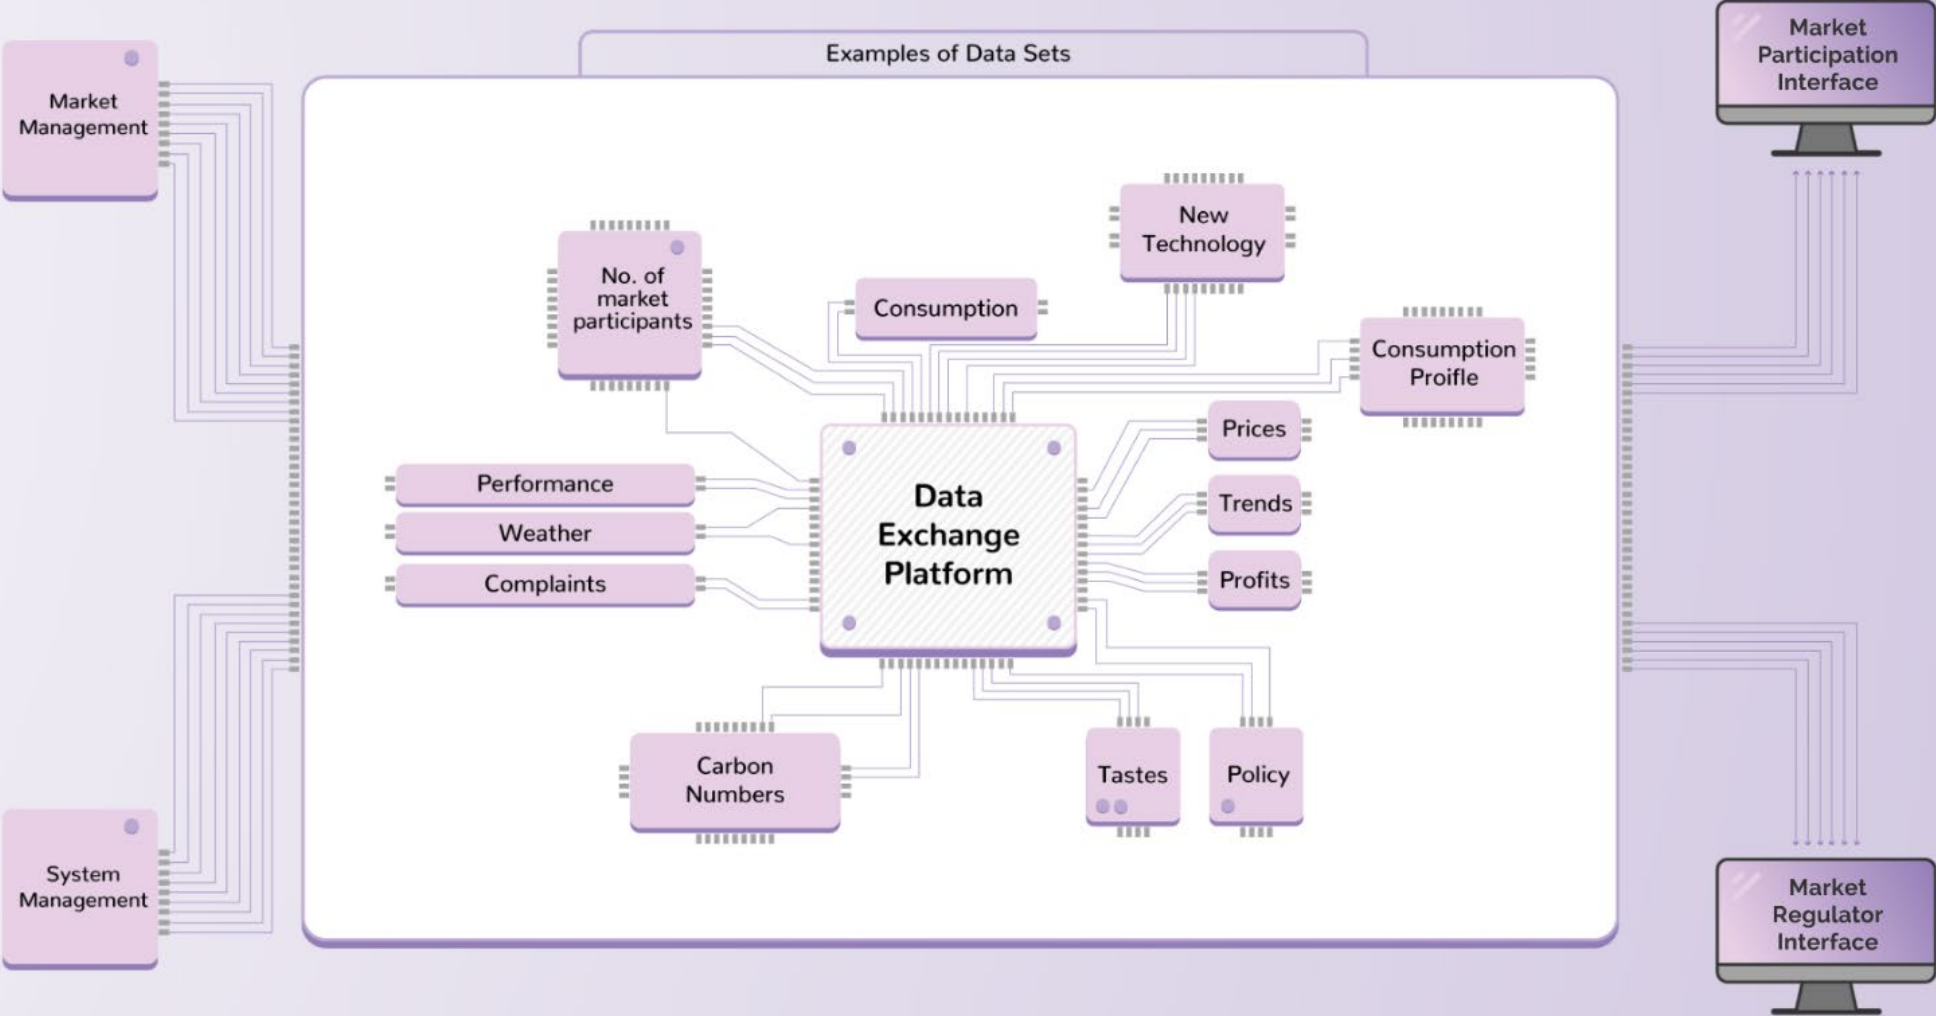 Examples of Data Sets
Market
Management
Market
Participation
Interface
New
Technology
No. of
market
participants
Consumption
Consumption
Proifle
Prices
Performance
Data
Exchange
Platform
Trends
Weather
Complaints
Profits
Carbon
Numbers
Tastes
Policy
System
Management
Market
Regulator
Interface